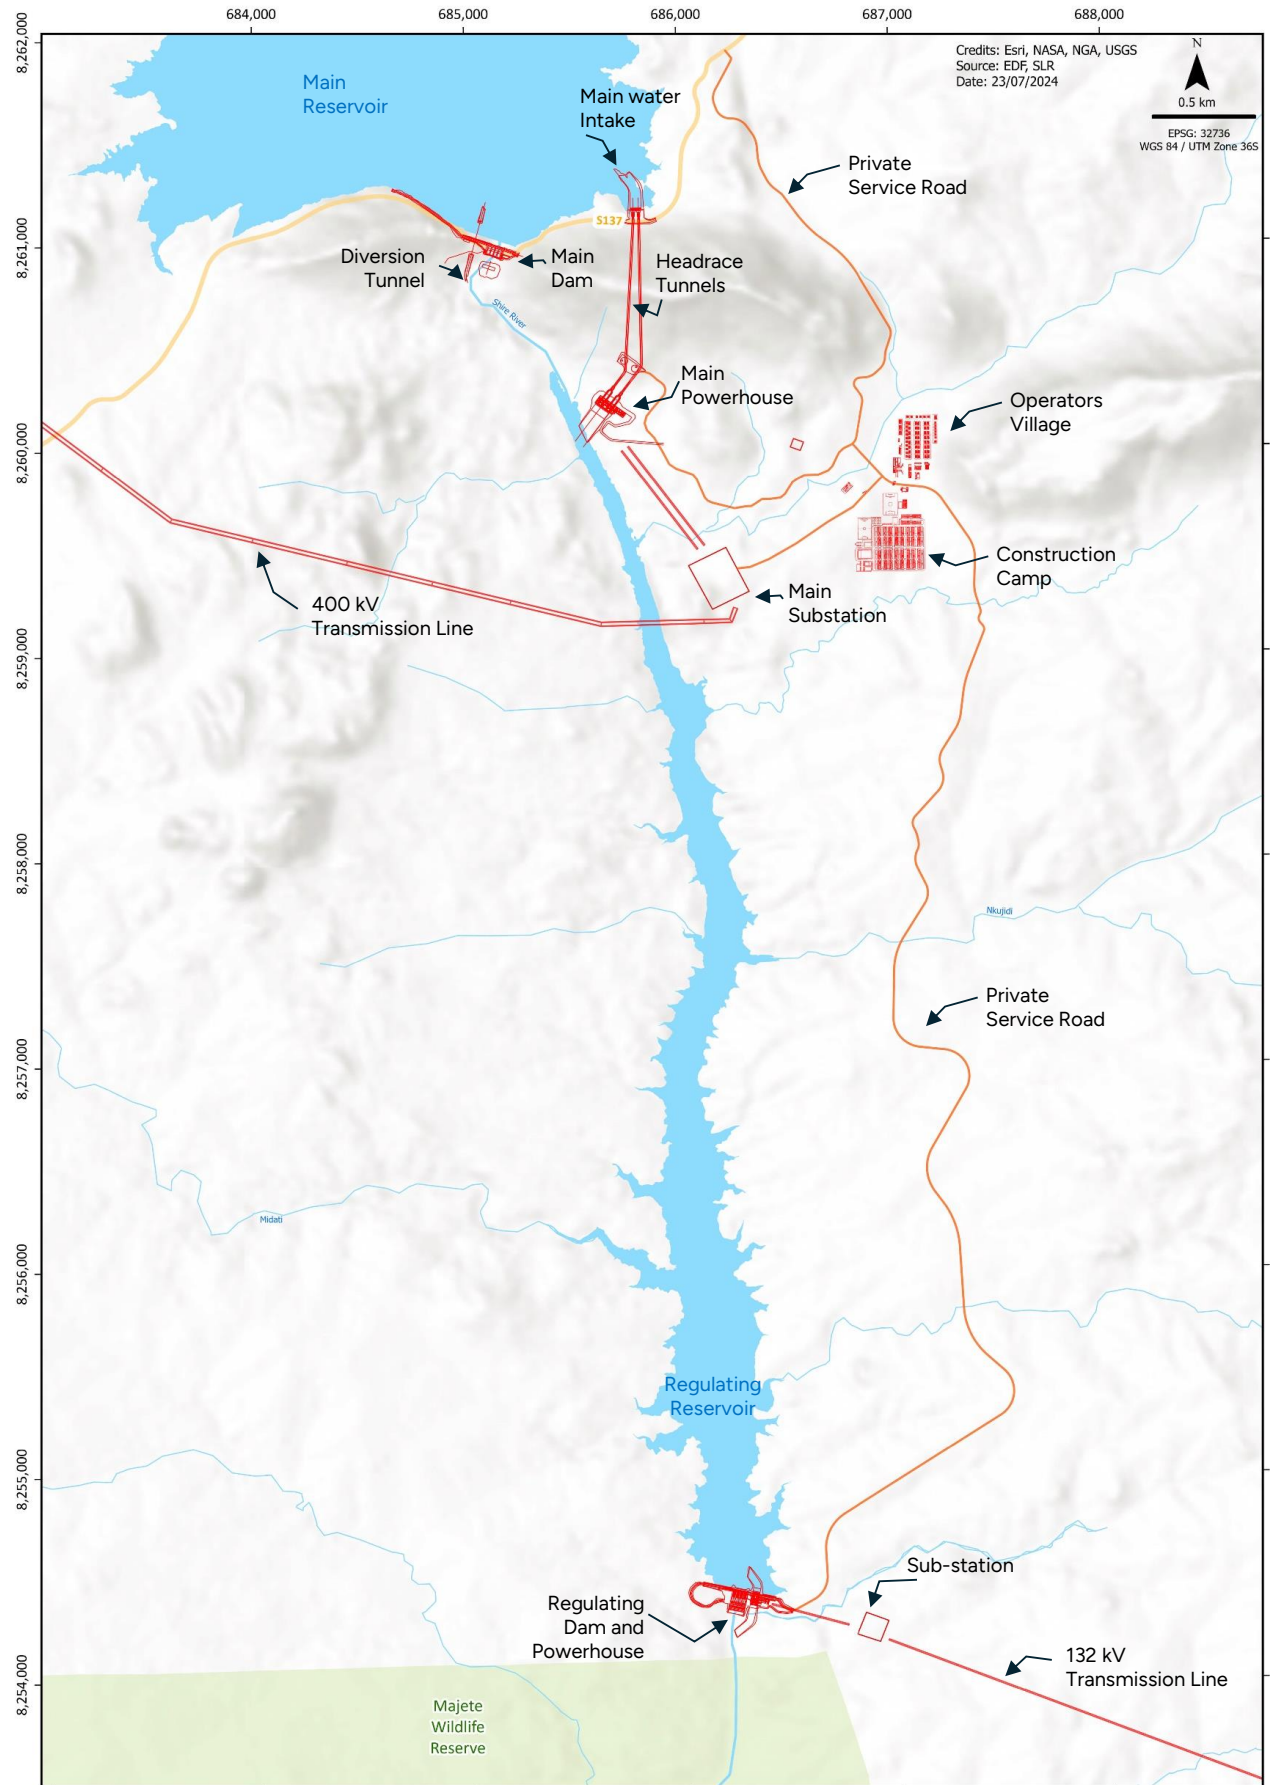 684,000
685,000
686,000
687,000
688,000
8,262,000
Credits: Esri, NASA, NGA, USGS
Source: EDF, SLR
Date: 23/07/2024
N
0.5 km
EPSG: 32736
WGS 84 / UTM Zone 36S
Main
Reservoir
Main water
Intake
Private
Service Road
S137
8,261,000
Diversion
Tunnel
Main
Dam
Headrace
Tunnels
Shire River
Main
Powerhouse
Operators
Village
8,260,000
Construction
Camp
Main
Substation
400 kV
Transmission Line
8,259,000
8,258,000
Nkujidi
Private
Service Road
8,257,000
Midati
8,256,000
Regulating
Reservoir
8,255,000
Sub-station
Regulating
Dam and
Powerhouse
132 kV
Transmission Line
8,254,000
Majete
Wildlife
Reserve